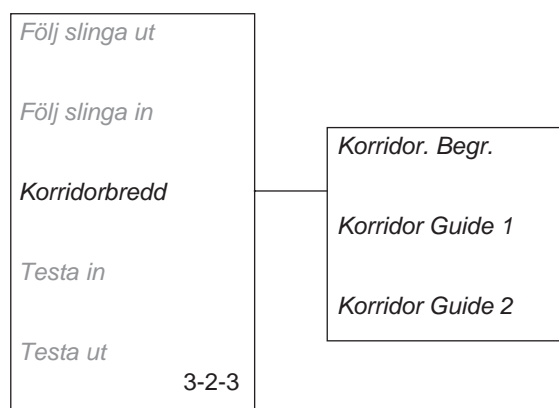 Följ slinga ut
Följ slinga in
Korridorbredd
Testa in
Testa ut
3-2-3
Korridor. Begr.
Korridor Guide 1
Korridor Guide 2